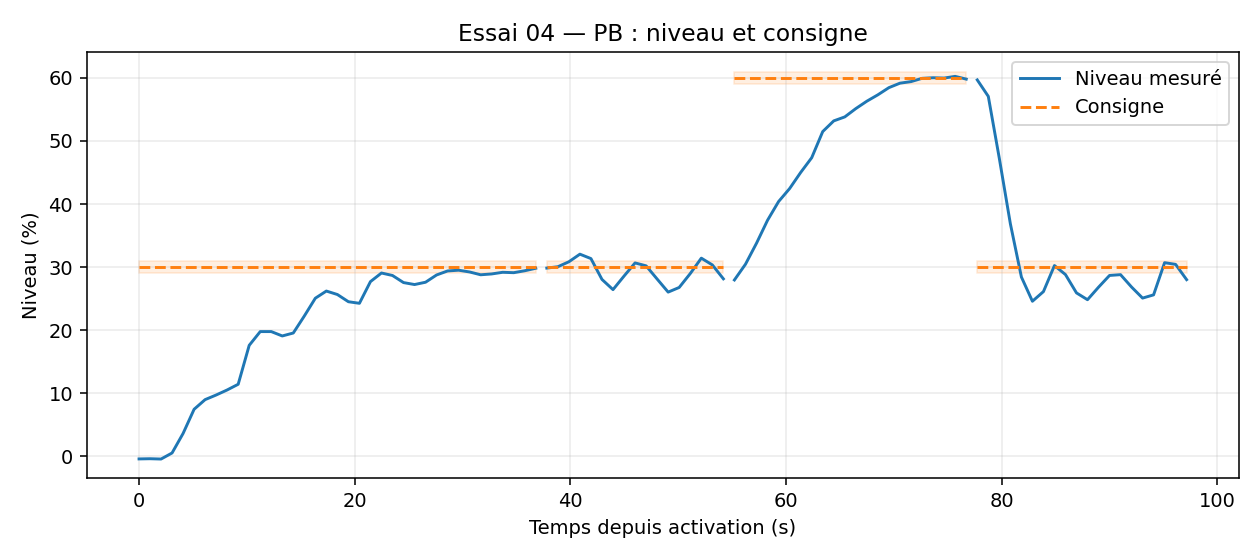 Essai 04 — PB : niveau et consigne
Niveau (%)
60
50
40
30
20
10
0
Niveau mesuré
Consigne
0 20 40 60 80 100
Temps depuis activation (s)